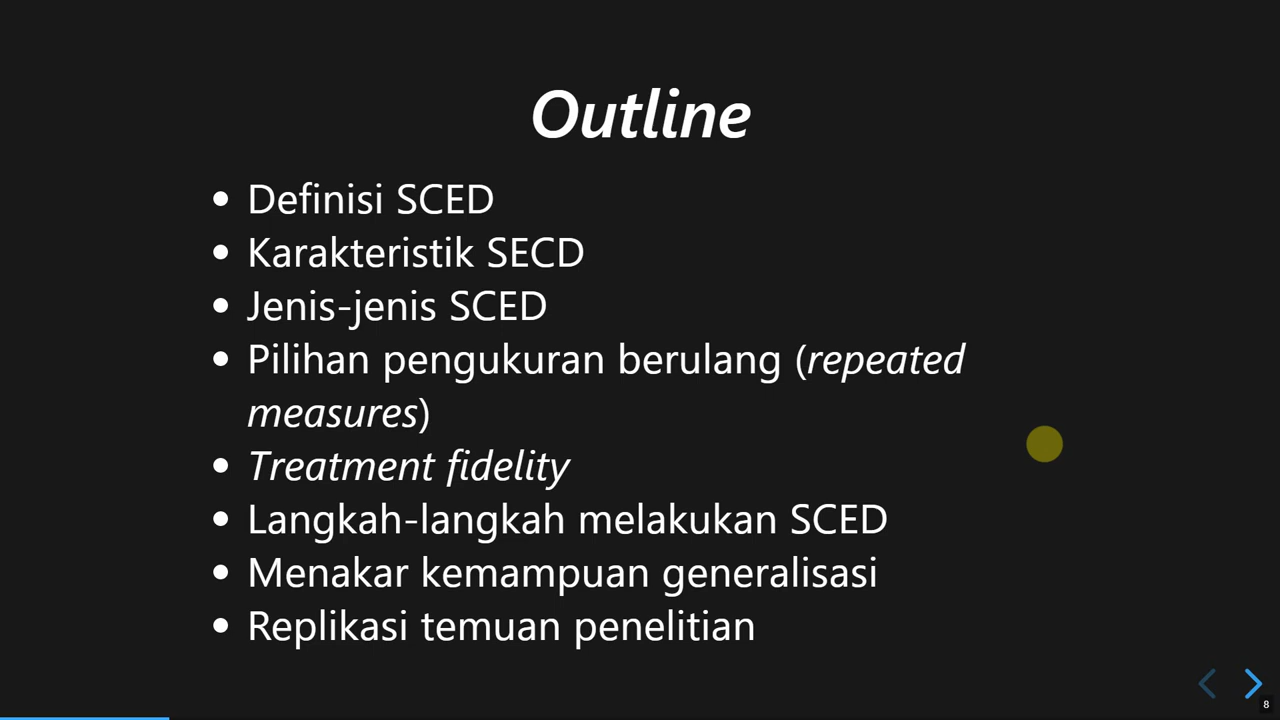 Outline
• Definisi SCED
• Karakteristik SECD
• Jenis-jenis SCED
• Pilihan pengukuran berulang (repeated
measures)
• Treatment fidelity
• Langkah-langkah melakukan SCED
• Menakar kemampuan generalisasi
• Replikasi temuan penelitian
8